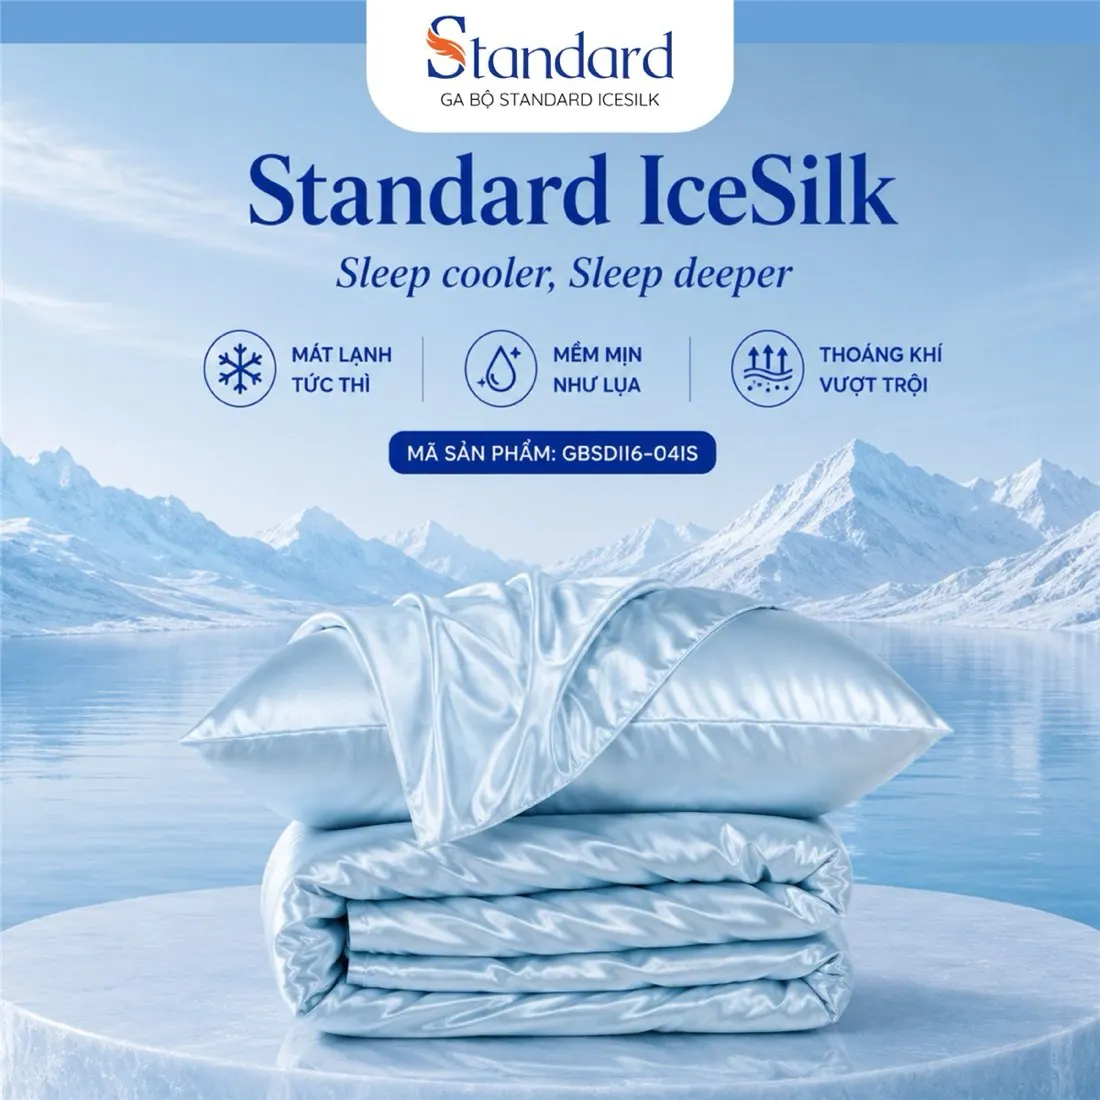 Standard
GA BỘ STANDARD ICESILK
Standard IceSilk
Sleep cooler, Sleep deeper
MÁT LẠNH
TỨC THÌ
MỀM MỊN
NHƯ LỤA
THOÁNG KHÍ
VƯỢT TRỘI
MÃ SẢN PHẨM: GBSDII6-04IS